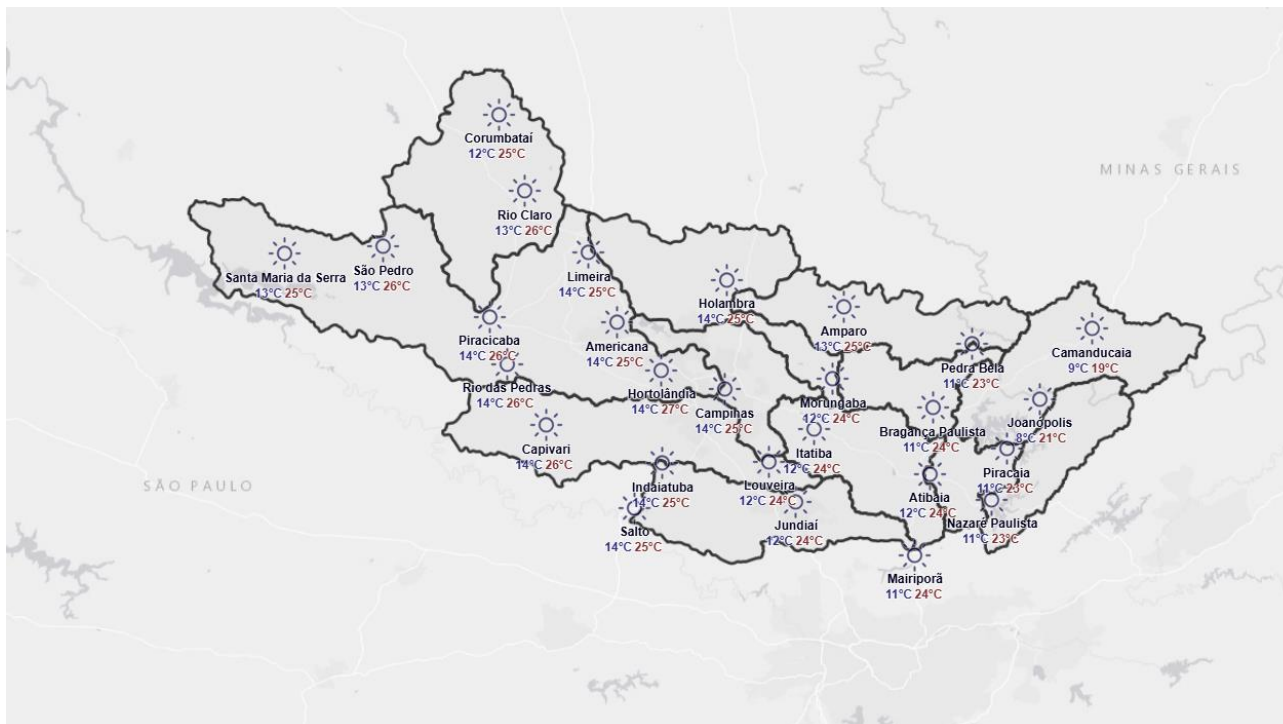 Corumbataí
12°C 25°C
MINAS GERAIS
Rio Claro
13°C 26°C
Santa Maria da Serra
13°C 25°C
São Pedro
13°C 26°C
Limeira
14°C 25°C
Holambra
14°C 25°C
Amparo
13°C 25°C
Piracicaba
14°C 26°C
Americana
14°C 25°C
Pedra Bela
11°C 23°C
Camanducaia
9°C 19°C
Rio das Pedras
14°C 26°C
Hortolândia
14°C 27°C
Campinas
14°C 25°C
Morungaba
12°C 24°C
Bragança Paulista
11°C 24°C
Joanópolis
8°C 21°C
Capivari
14°C 26°C
Itatiba
12°C 24°C
Piracaia
11°C 23°C
SÃO PAULO
Indaiatuba
14°C 25°C
Louveira
12°C 24°C
Atibaia
12°C 24°C
Salto
14°C 25°C
Jundiaí
12°C 24°C
Nazaré Paulista
11°C 23°C
Mairiporã
11°C 24°C